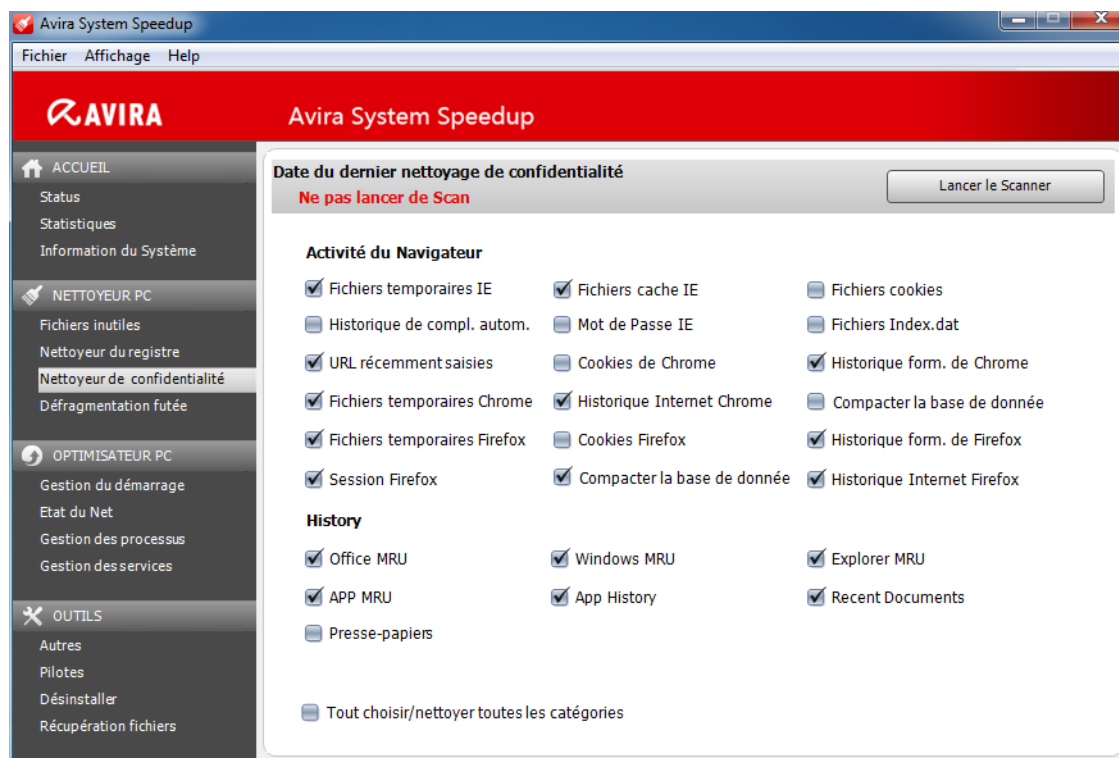 Avira System Speedup
Fichier Affichage Help
AVIRA
Avira System Speedup
ACCUEIL
Status
Statistiques
Information du Système
NETTOYEUR PC
Fichiers inutiles
Nettoyeur du registre
Nettoyeur de confidentialité
Défragmentation futée
OPTIMISATEUR PC
Gestion du démarrage
Etat du Net
Gestion des processus
Gestion des services
OUTILS
Autres
Pilotes
Désinstaller
Récupération fichiers
Date du dernier nettoyage de confidentialité
Ne pas lancer de Scan
Lancer le Scanner
Activité du Navigateur
Fichiers temporaires IE Fichiers cache IE Fichiers cookies
Historique de compl. autom. Mot de Passe IE Fichiers Index.dat
URL récemment saisies Cookies de Chrome Historique form. de Chrome
Fichiers temporaires Chrome Historique Internet Chrome Compacter la base de donnée
Fichiers temporaires Firefox Cookies Firefox Historique form. de Firefox
Session Firefox Compacter la base de donnée Historique Internet Firefox
History
Office MRU Windows MRU Explorer MRU
APP MRU App History Recent Documents
Presse-papiers
Tout choisir/nettoyer toutes les catégories